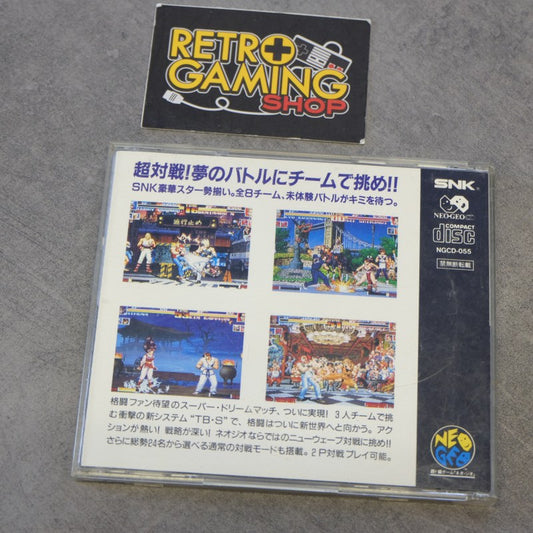 RETRO
GAMING
SHOP
超対戦!夢のバトルにチームで挑め!!
SNK豪華スター勢揃い。全8チーム、未体験バトルがキミを待つ。
進行止め
格闘ファン待望のスーパー・ドリームマッチ、ついに実現! 3人チームで挑
む衝撃の新システム“TB・S”で、格闘はついに新世界へと向かう。アク
ションが熱い! 戦略が深い! ネオジオならではのニューウェーブ対戦に挑め!!
さらに総勢24名から選べる通常の対戦モードも搭載。2P対戦プレイ可能。
SNK®
NEO・GEO
COMPACT
disc
NGCD-055
禁無断転載
NEO
GEO